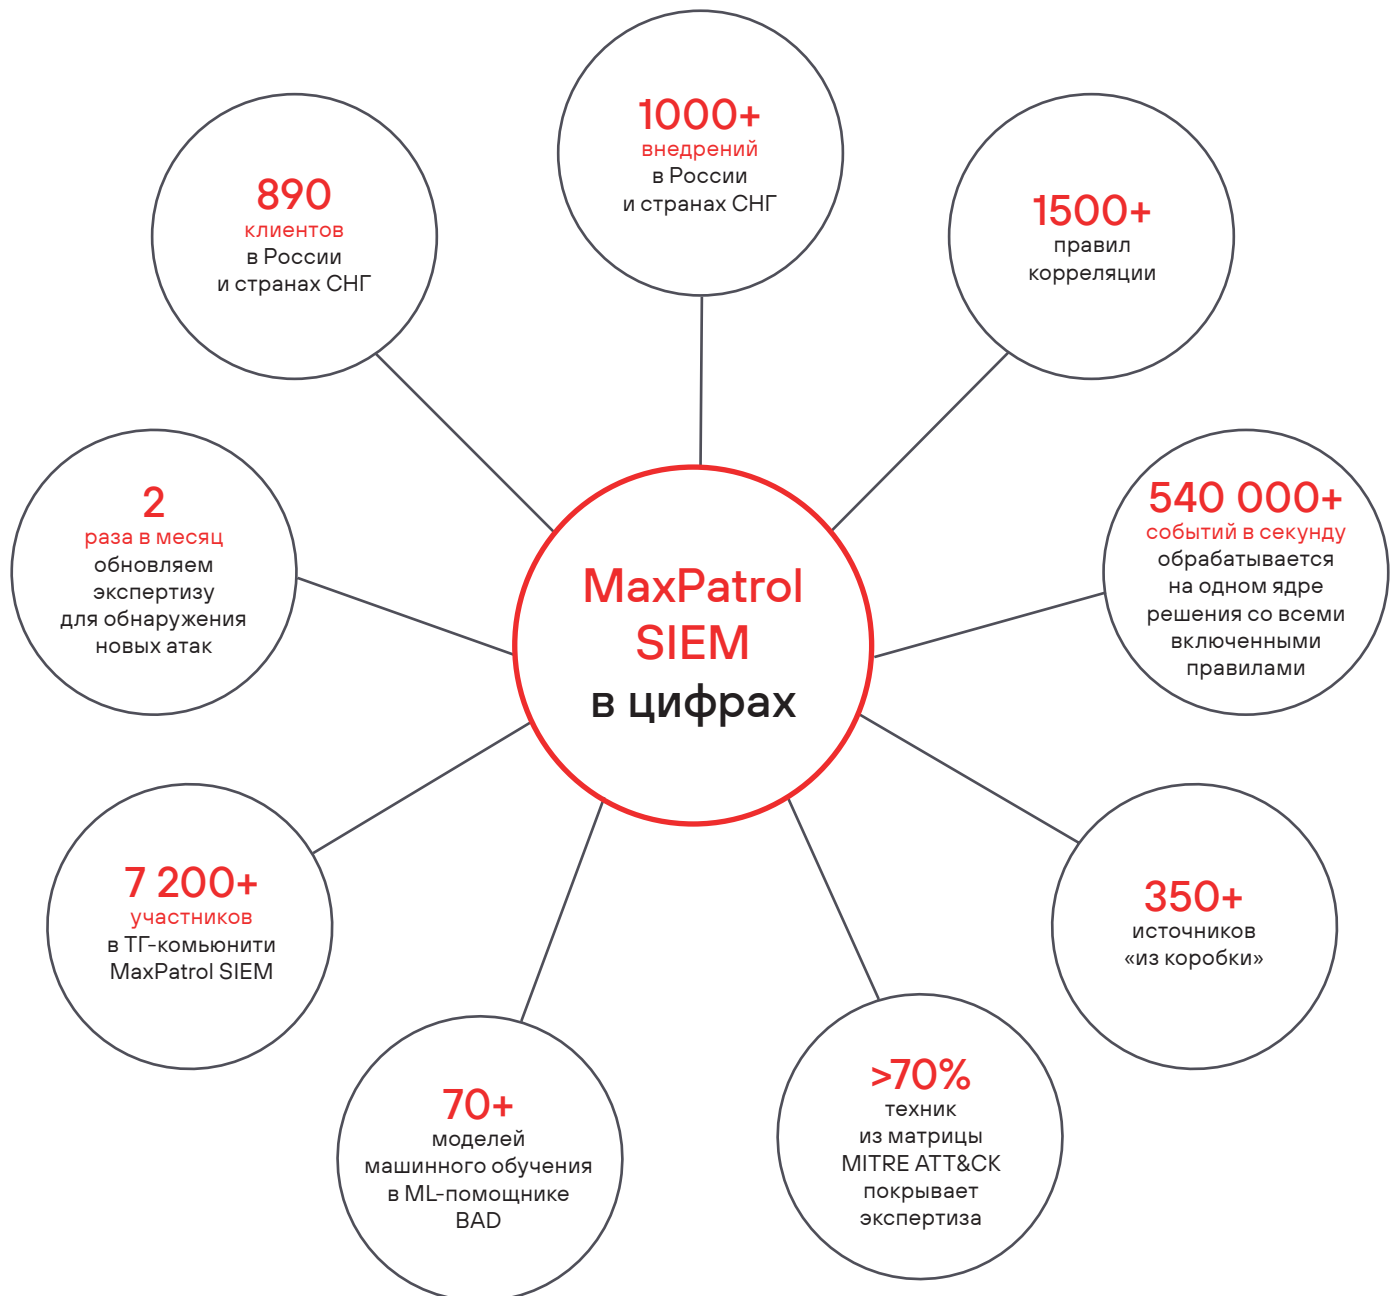 1000+
внедрений
в России
и странах СНГ
890
клиентов
в России
и странах СНГ
1500+
правил
корреляции
2
раза в месяц
обновляем
экспертизу
для обнаружения
новых атак
540 000+
событий в секунду
обрабатывается
на одном ядре
решения со всеми
включенными
правилами
MaxPatrol
SIEM
в цифрах
7 200+
участников
в ТГ-комьюнити
MaxPatrol SIEM
350+
источников
«из коробки»
70+
моделей
машинного обучения
в ML-помощнике
BAD
>70%
техник
из матрицы
MITRE ATT&CK
покрывает
экспертиза